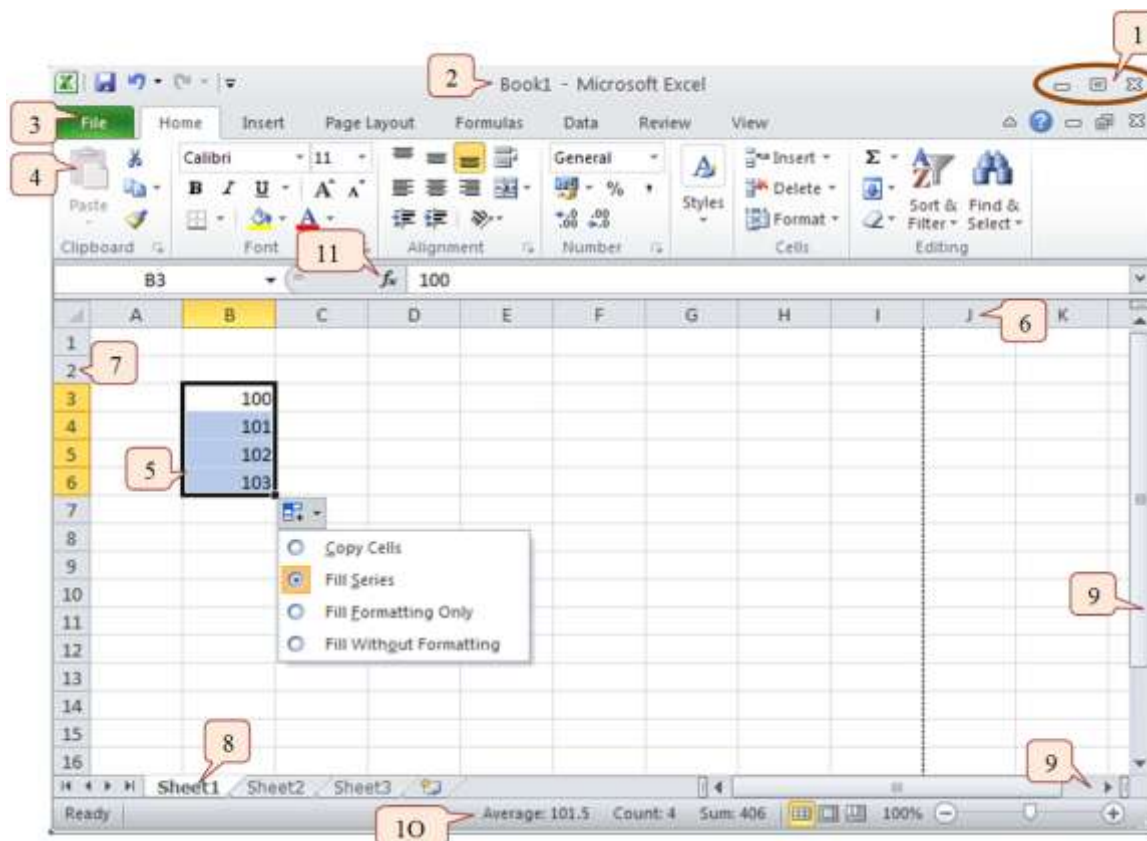 1
2 Book1 - Microsoft Excel
3 File Home Insert Page Layout Formulas Data Review View
4 Calibri 11 General Insert Σ
B I U A A % , Delete
Paste A Styles Sort & Find &
.0 .00 Format Filter Select
Clipboard Font Alignment Number Cells Editing
11
B3 fx 100
A B C D E F G H I J 6 K
1
2 7
3 100
4 101
5 5 102
6 103
7
8 Copy Cells
9 Fill Series
10 Fill Formatting Only 9
11
12 Fill Without Formatting
13
14
15 8
16 9
Sheet1 Sheet2 Sheet3
Ready 10 Average: 101.5 Count: 4 Sum: 406 100%